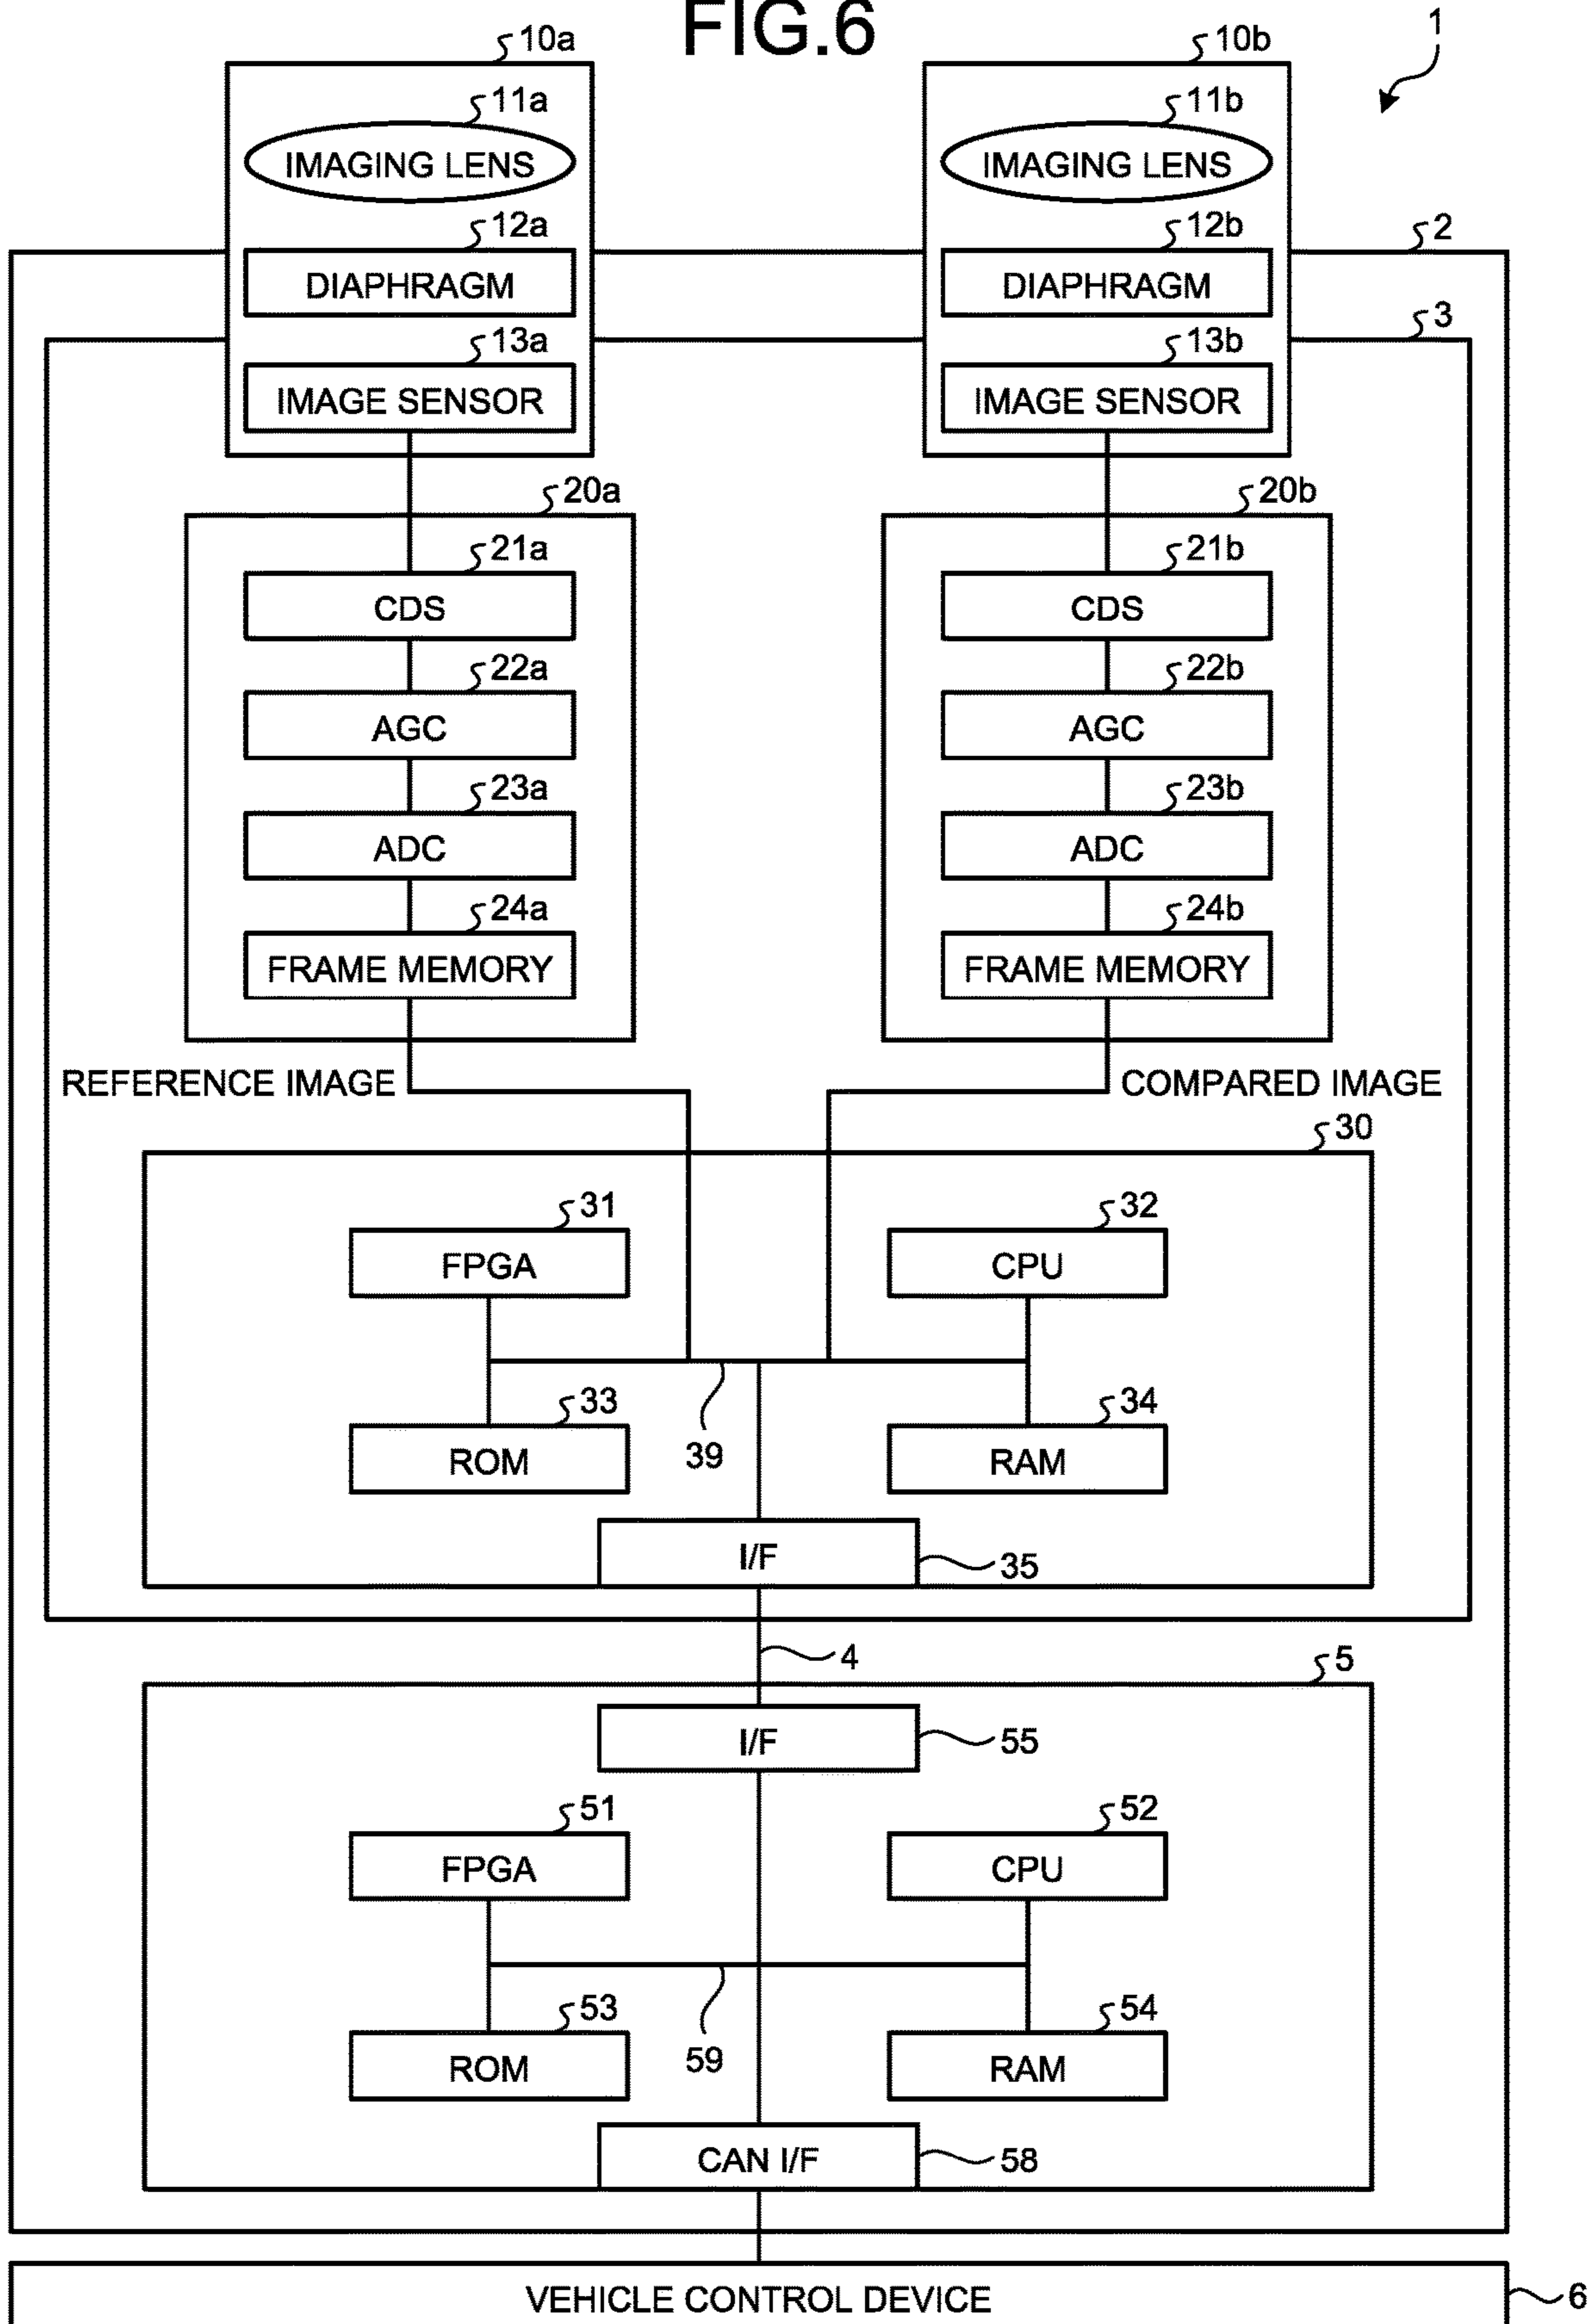 FIG.6
1
10a
10b
11a
11b
IMAGING LENS
IMAGING LENS
12a
12b
2
DIAPHRAGM
DIAPHRAGM
3
13a
13b
IMAGE SENSOR
IMAGE SENSOR
20a
20b
21a
21b
CDS
CDS
22a
22b
AGC
AGC
23a
23b
ADC
ADC
24a
24b
FRAME MEMORY
FRAME MEMORY
REFERENCE IMAGE
COMPARED IMAGE
30
31
32
FPGA
CPU
33
34
39
ROM
RAM
I/F
35
4
5
I/F
55
51
52
FPGA
CPU
53
54
59
ROM
RAM
CAN I/F
58
VEHICLE CONTROL DEVICE
6